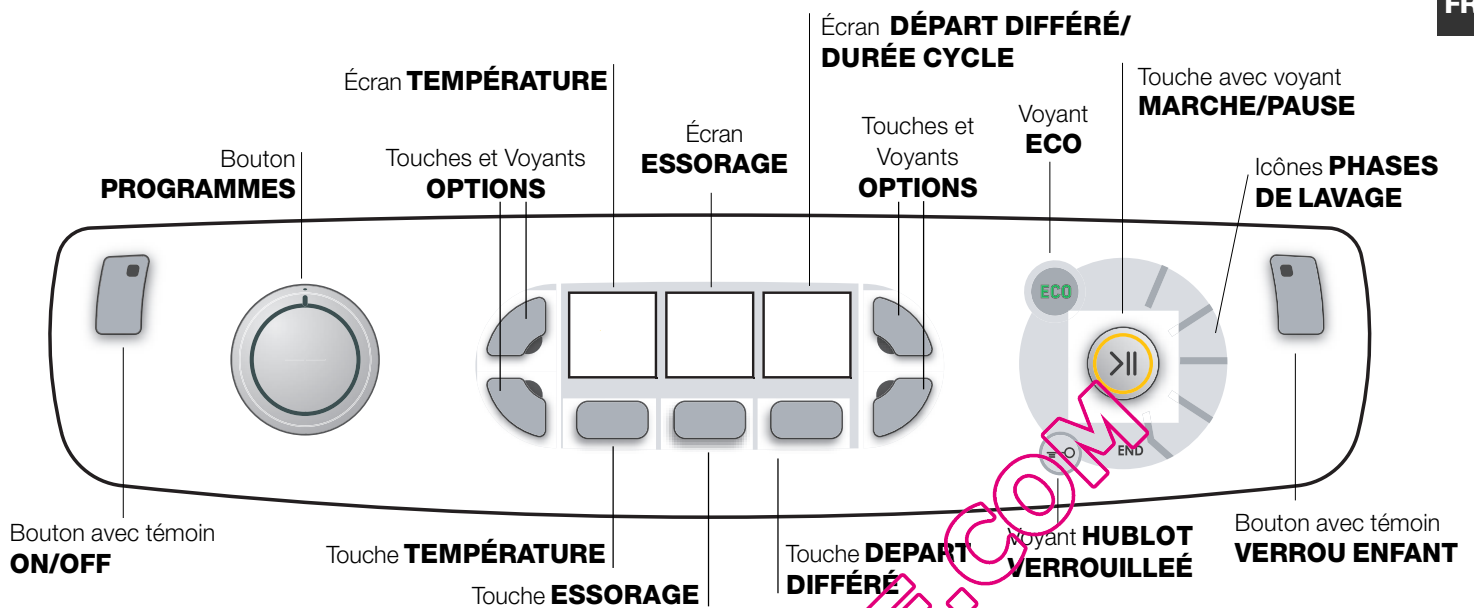 FR
Écran DÉPART DIFFÉRÉ/
DURÉE CYCLE
Écran TEMPÉRATURE
Touche avec voyant
MARCHE/PAUSE
Écran
ESSORAGE
Touches et
Voyants
OPTIONS
Voyant
ECO
Bouton
PROGRAMMES
Touches et Voyants
OPTIONS
Icônes PHASES
DE LAVAGE
ECO
END
Bouton avec témoin
ON/OFF
Touche TEMPÉRATURE
Touche ESSORAGE
Touche DEPART
DIFFÉRÉ
Voyant HUBLOT
VERROUILLEÉ
Bouton avec témoin
VERROU ENFANT
.COM